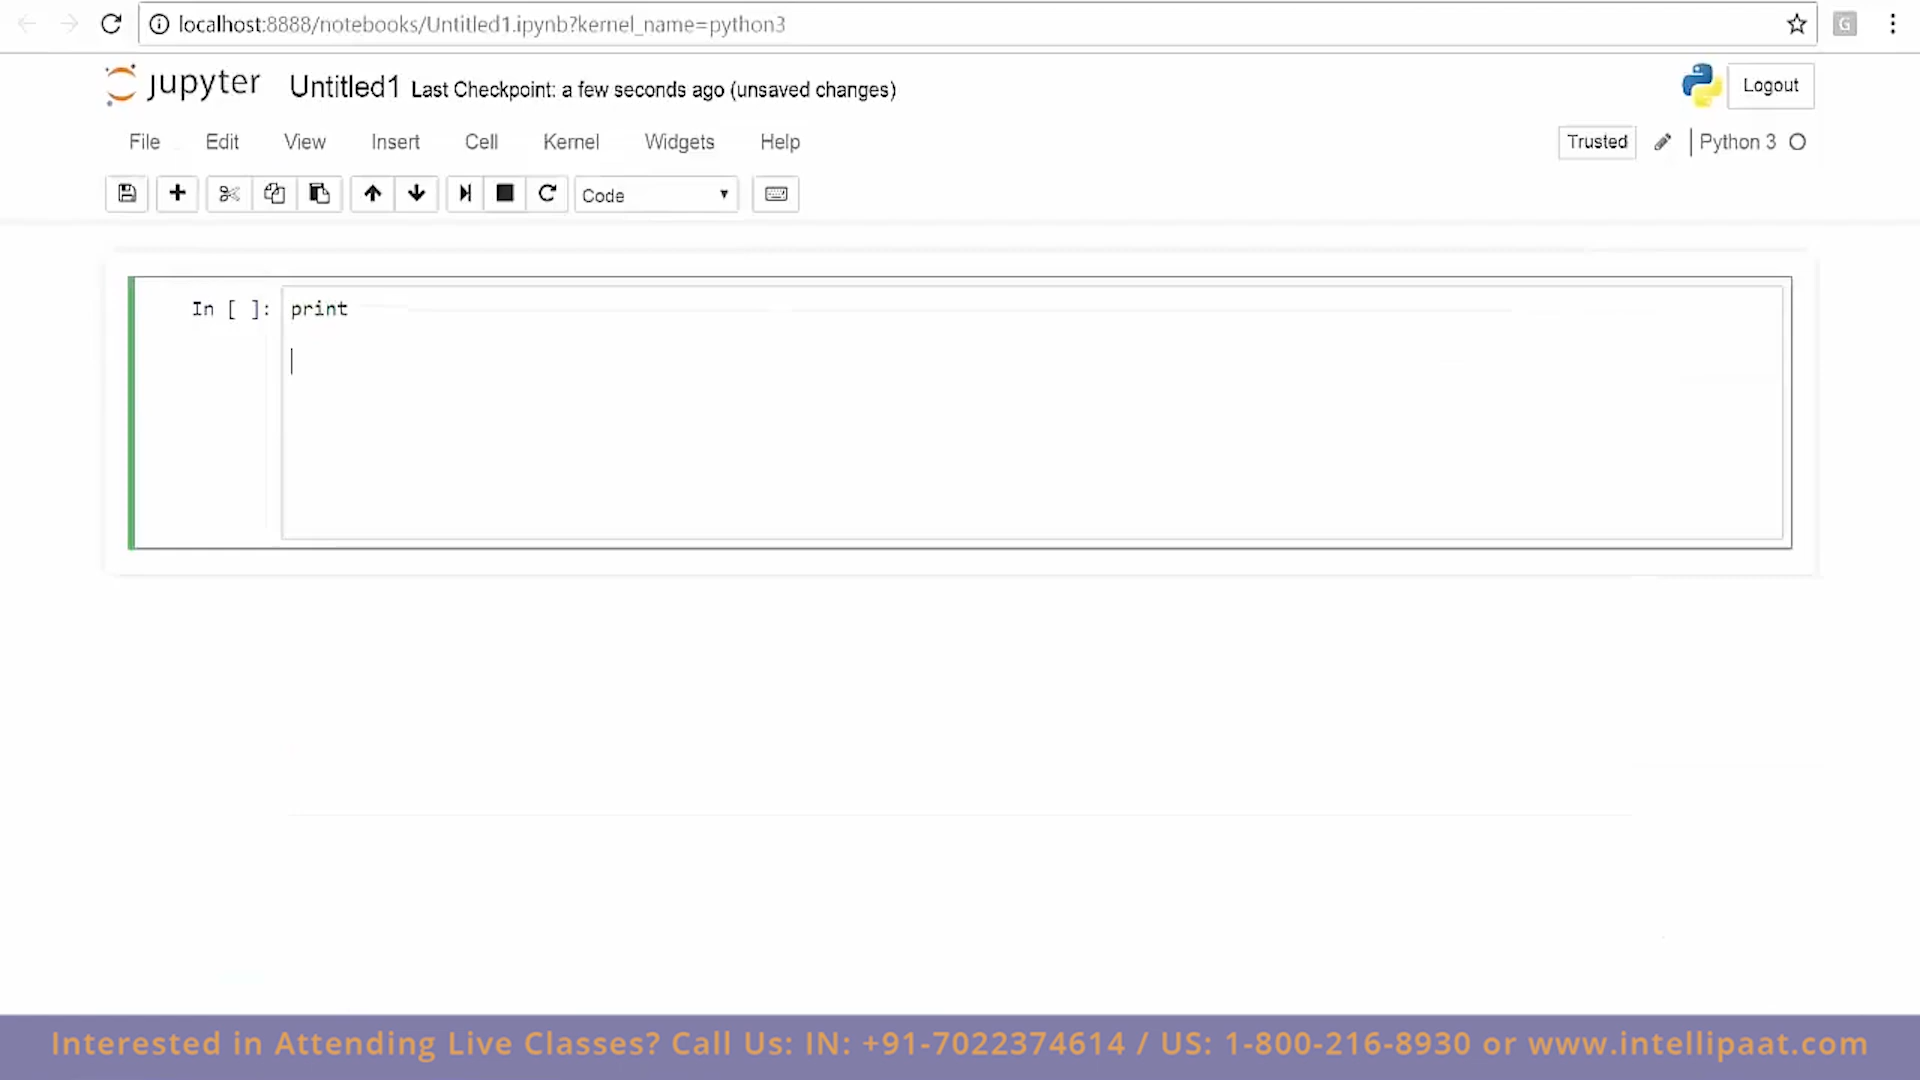 localhost:8888/notebooks/Untitled1.ipynb?kernel_name=python3
G
jupyter Untitled1 Last Checkpoint: a few seconds ago (unsaved changes)
Logout
File Edit View Insert Cell Kernel Widgets Help
Trusted
Python 3
Code
In [ ]: print
Interested in Attending Live Classes? Call Us: IN: +91-7022374614 / US: 1-800-216-8930 or www.intellipaat.com